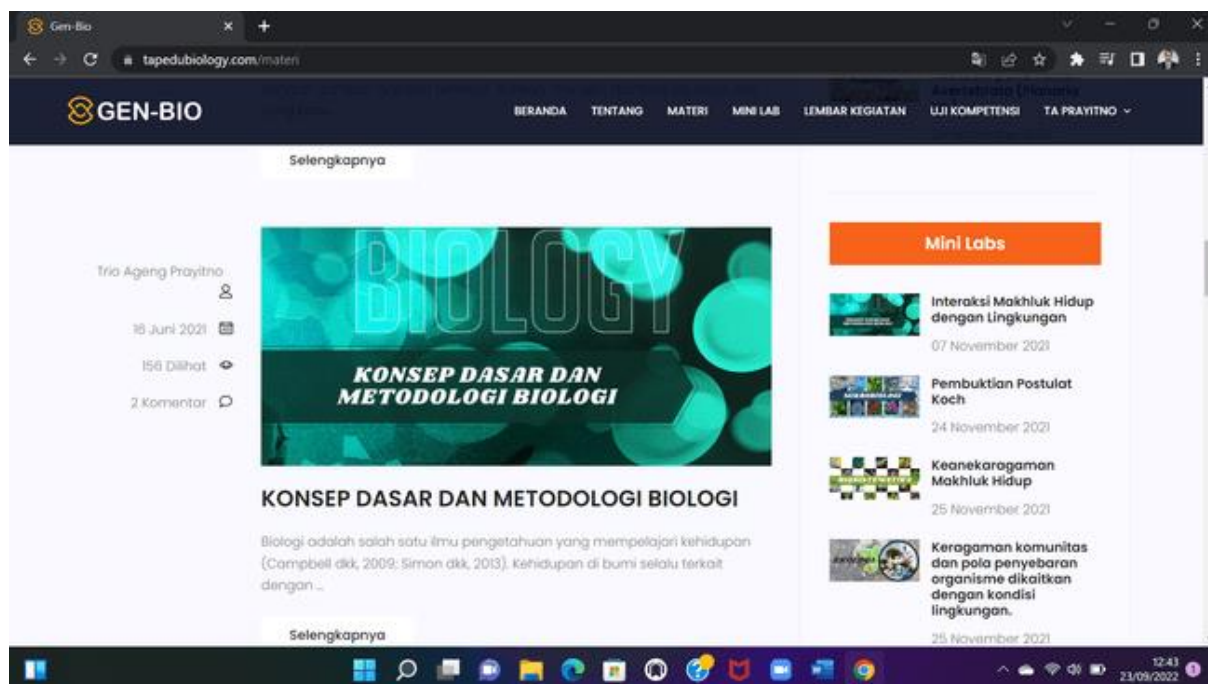 Gen-Bio
tapedubiology.com/materi
GEN-BIO
BERANDA TENTANG MATERI MINI LAB LEMBAR KEGIATAN UJI KOMPETENSI TA PRAYITNO
Selengkapnya
Trio Ageng Prayitno
16 Juni 2021
156 Dilihat
2 Komentar
BIOLOGY
KONSEP DASAR DAN
METODOLOGI BIOLOGI
KONSEP DASAR DAN METODOLOGI BIOLOGI
Biologi adalah salah satu ilmu pengetahuan yang mempelajari kehidupan
(Campbell dkk, 2009; Simon dkk, 2013). Kehidupan di bumi selalu terkait
dengan ...
Selengkapnya
Mini Labs
Interaksi Makhluk Hidup
dengan Lingkungan
07 November 2021
Pembuktian Postulat
Koch
24 November 2021
Keanekaragaman
Makhluk Hidup
25 November 2021
Keragaman komunitas
dan pola penyebaran
organisme dikaitkan
dengan kondisi
lingkungan.
25 November 2021
12:43
23/09/2022
1